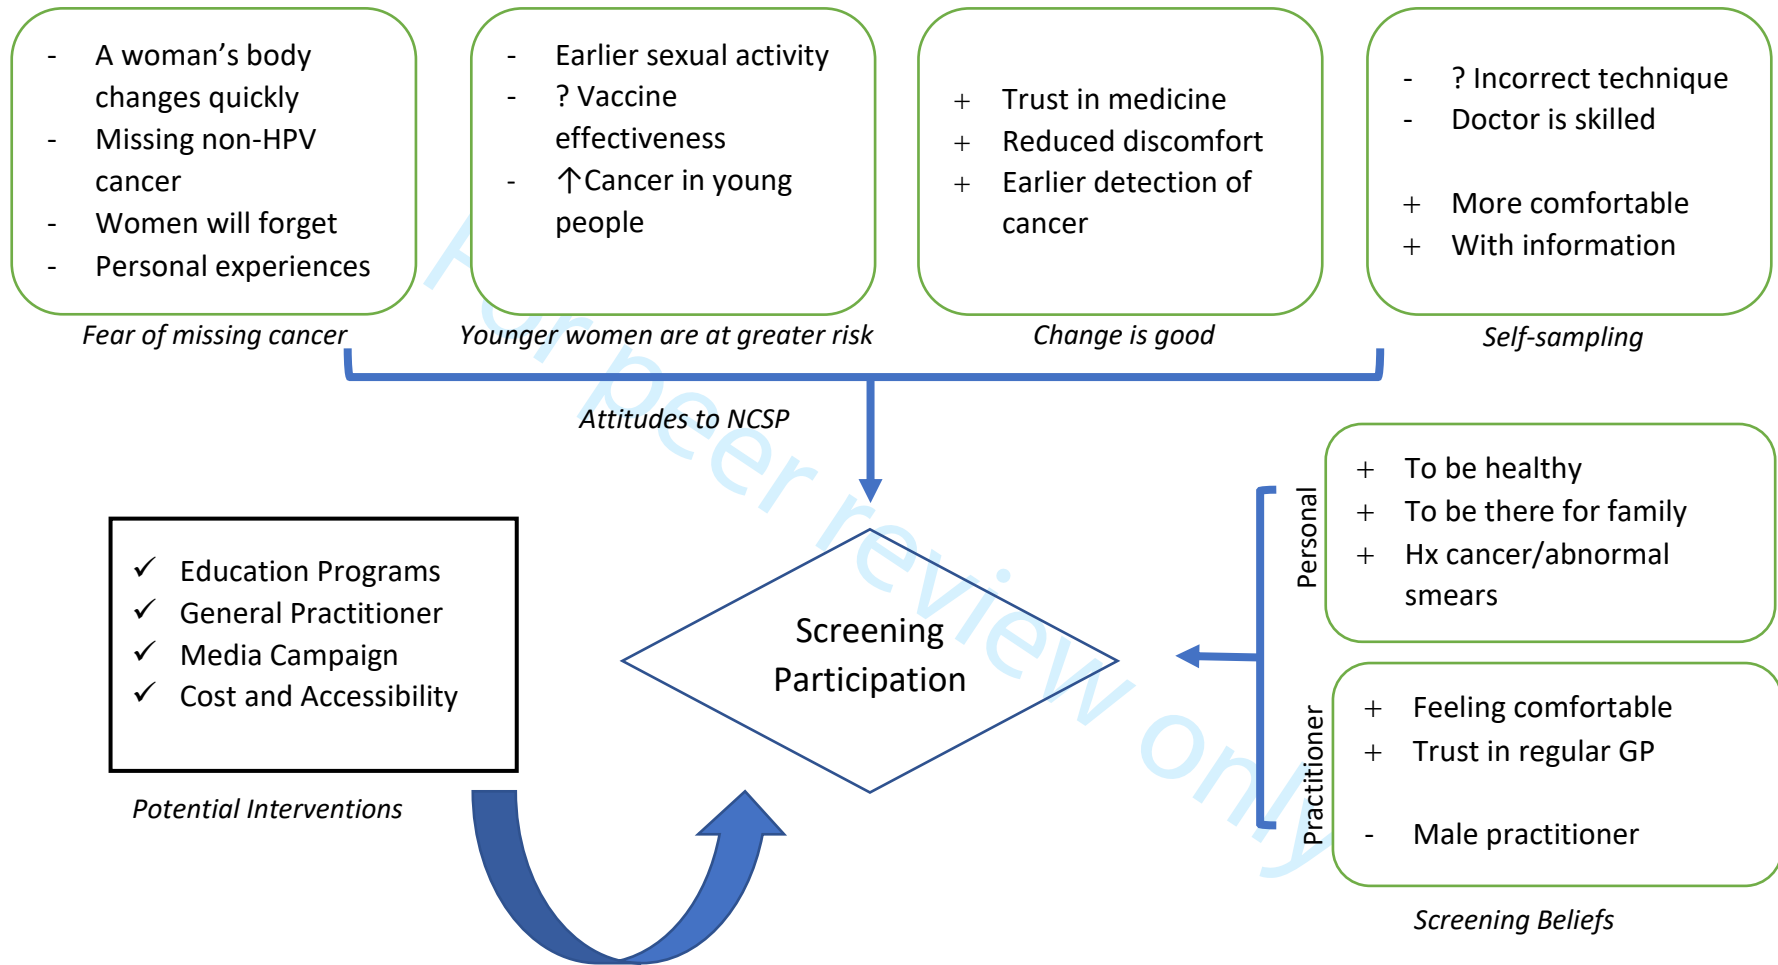 - A woman’s body
changes quickly
- Missing non-HPV
cancer
- Women will forget
- Personal experiences
Fear of missing cancer
- Earlier sexual activity
- ? Vaccine
effectiveness
- ↑Cancer in young
people
Younger women are at greater risk
+ Trust in medicine
+ Reduced discomfort
+ Earlier detection of
cancer
Change is good
- ? Incorrect technique
- Doctor is skilled
+ More comfortable
+ With information
Self-sampling
Attitudes to NCSP
✓ Education Programs
✓ General Practitioner
✓ Media Campaign
✓ Cost and Accessibility
Potential Interventions
Screening
Participation
Personal
+ To be healthy
+ To be there for family
+ Hx cancer/abnormal
smears
Practitioner
+ Feeling comfortable
+ Trust in regular GP
- Male practitioner
Screening Beliefs
For peer review only